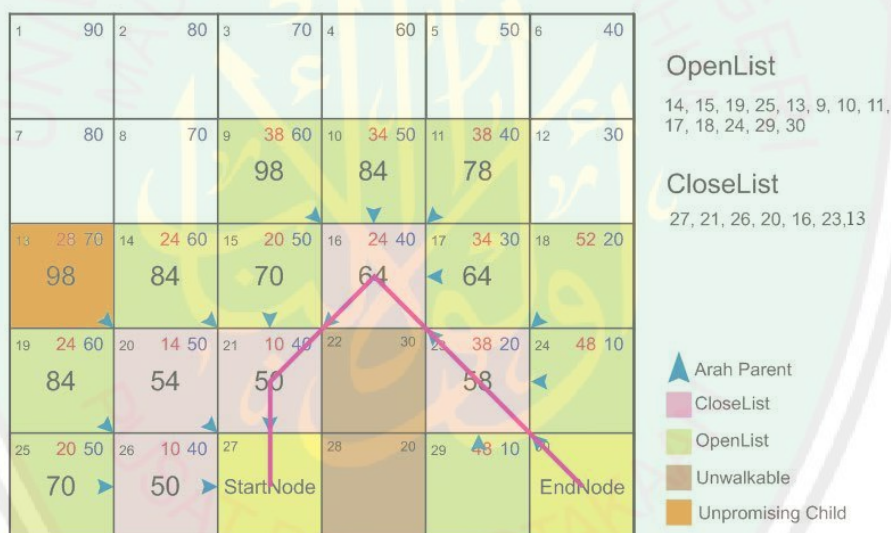 1 90 2 80 3 70 4 60 5 50 6 40
7 80 8 70 9 38 60 10 34 50 11 38 40 12 30
98 84 78
13 28 70 14 24 60 15 20 50 16 24 40 17 34 30 18 52 20
98 84 70 64 64
19 24 60 20 14 50 21 10 40 22 30 23 38 20 24 48 10
84 54 50 58
25 20 50 26 10 40 27 28 20 29 48 10 30
70 50 StartNode EndNode
OpenList
14, 15, 19, 25, 13, 9, 10, 11,
17, 18, 24, 29, 30
CloseList
27, 21, 26, 20, 16, 23,13
Arah Parent
CloseList
OpenList
Unwalkable
Unpromising Child